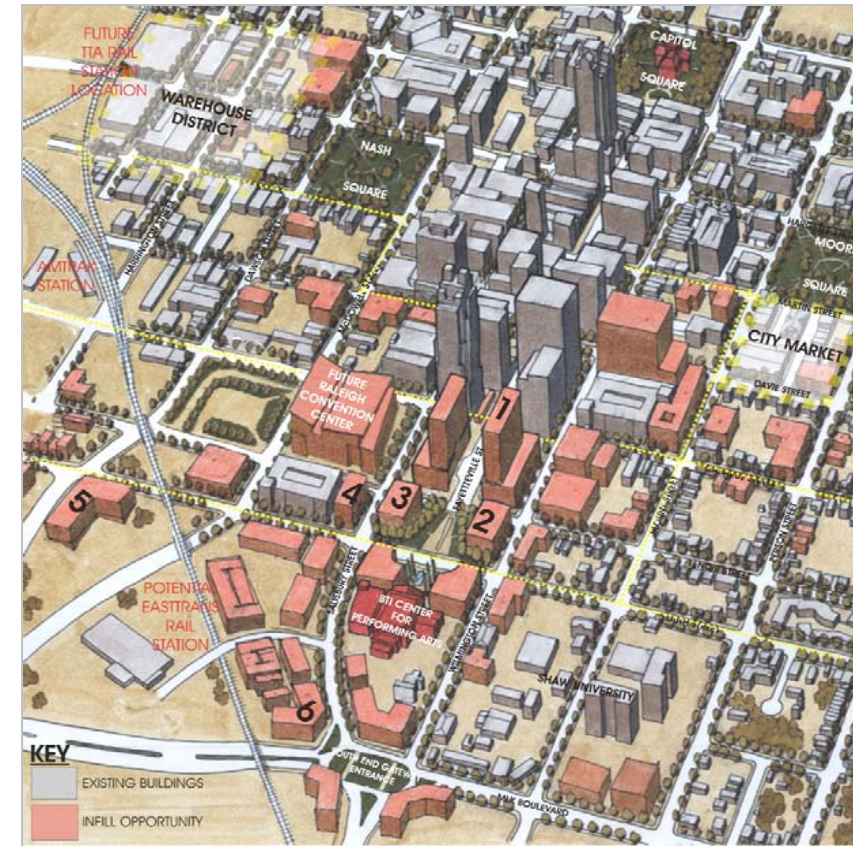 FUTURE
TTA RAIL
STATION
LOCATION
WAREHOUSE
DISTRICT
CAPITOL
SQUARE
NASH
SQUARE
HARRINGTON STREET
AMTRAK
STATION
MOORE
SQUARE
MARTIN STREET
CITY MARKET
DAVIE STREET
FUTURE
RALEIGH
CONVENTION
CENTER
1
FAYETTEVILLE ST
5
4
3
2
SALISBURY STREET
POTENTIAL
EASTTRANS
RAIL
STATION
BTI CENTER
FOR
PERFORMING ARTS
WILMINGTON STREET
SHAW UNIVERSITY
6
SOUTH END GATEWAY
ENTRANCE
MLK BOULEVARD
KEY
EXISTING BUILDINGS
INFILL OPPORTUNITY